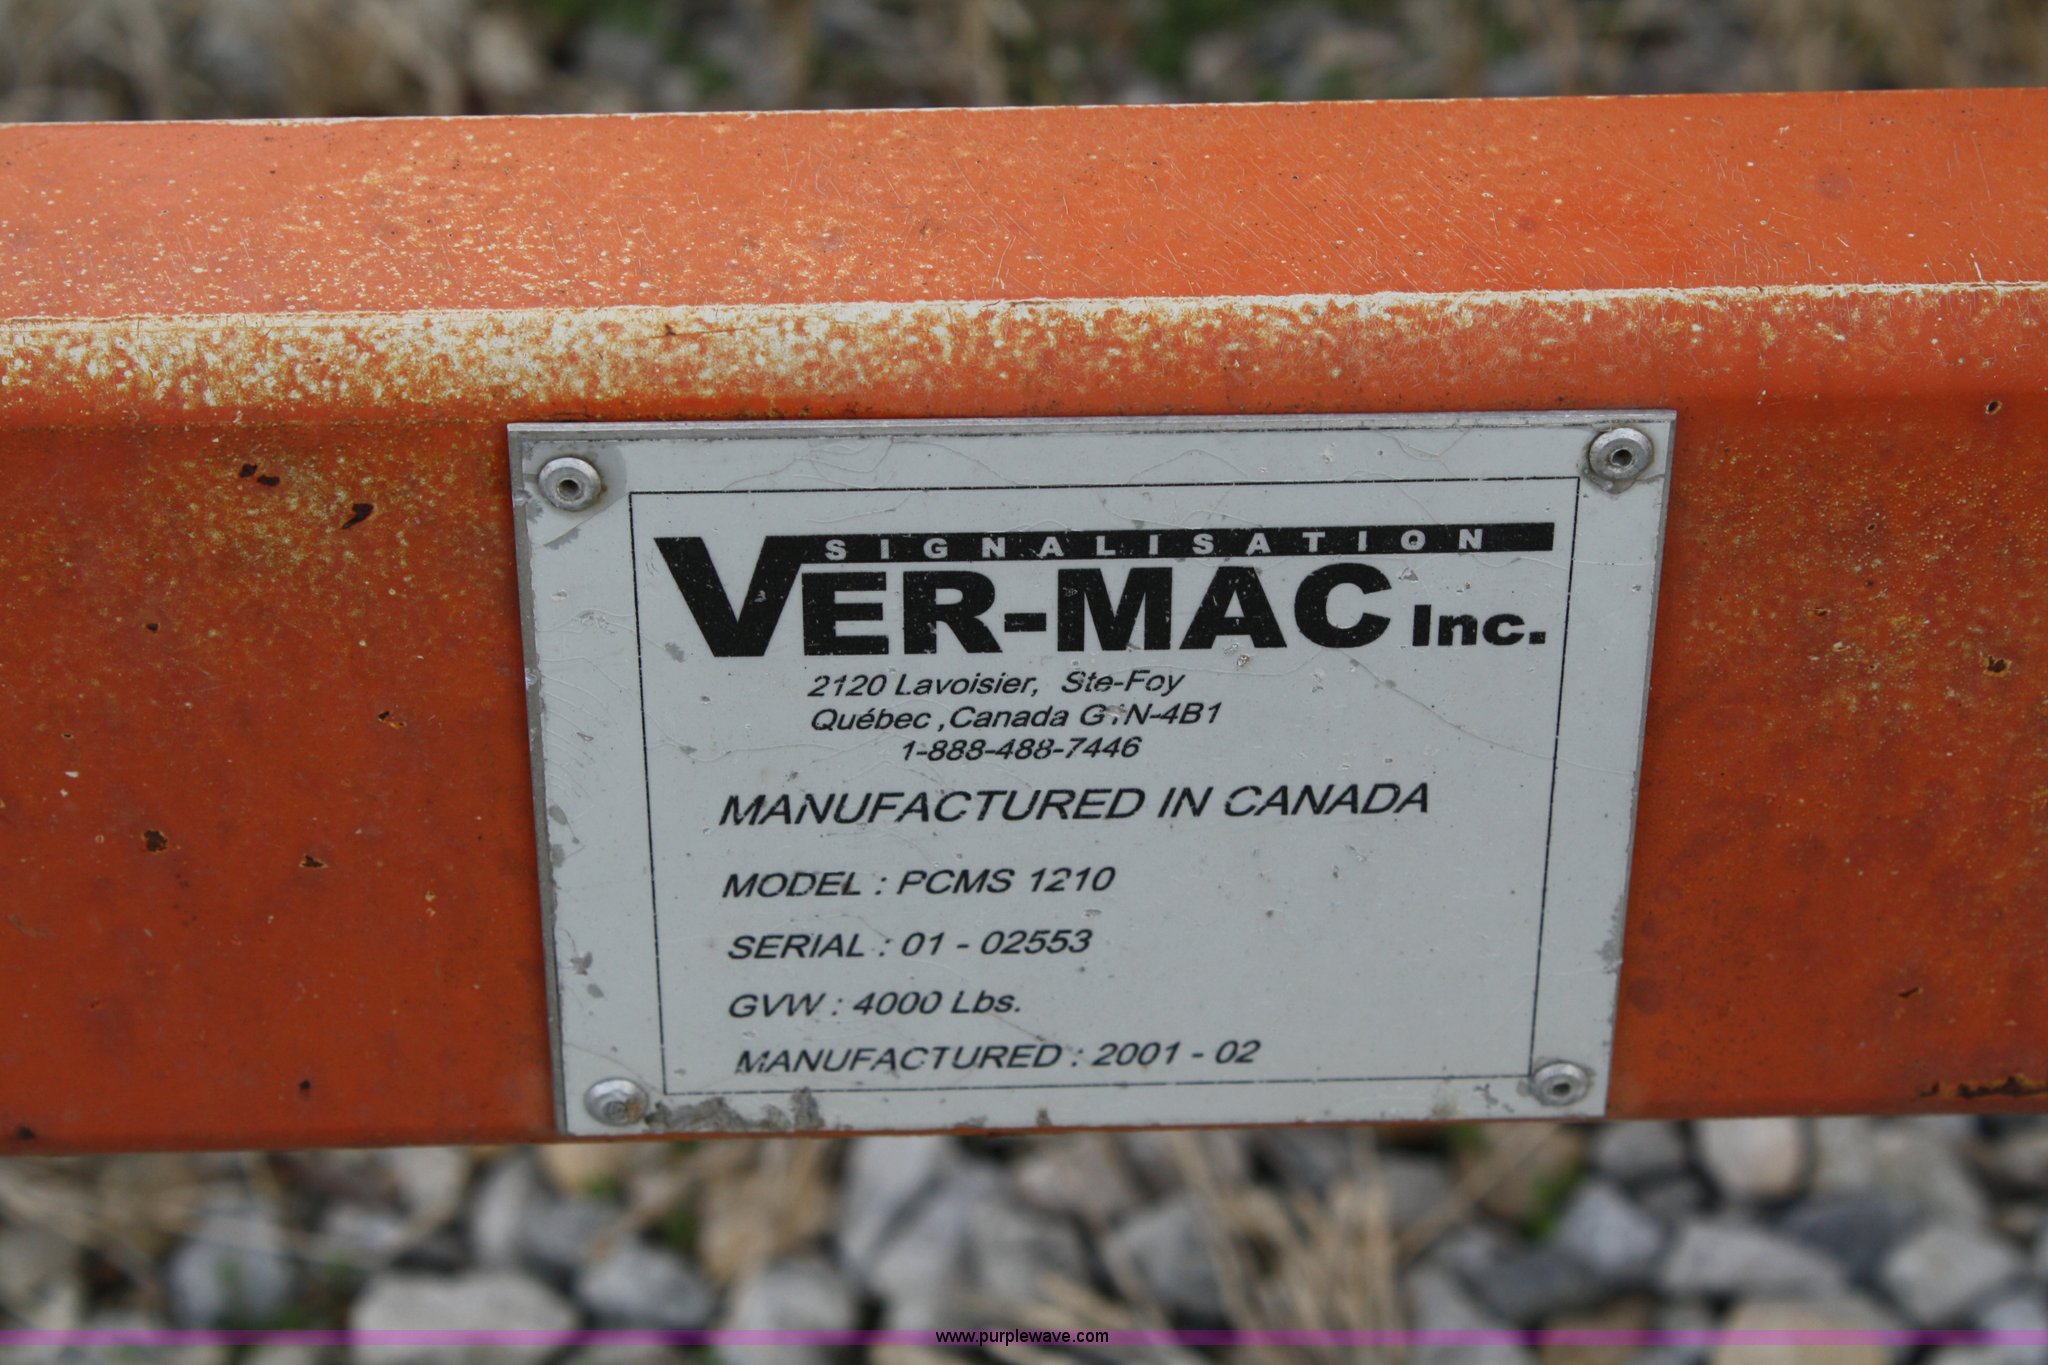 SIGNALISATION
VER-MAC Inc.
2120 Lavoisier, Ste-Foy
Québec ,Canada G1N-4B1
1-888-488-7446
MANUFACTURED IN CANADA
MODEL : PCMS 1210
SERIAL : 01 - 02553
GVW : 4000 Lbs.
MANUFACTURED : 2001 - 02
www.purplewave.com